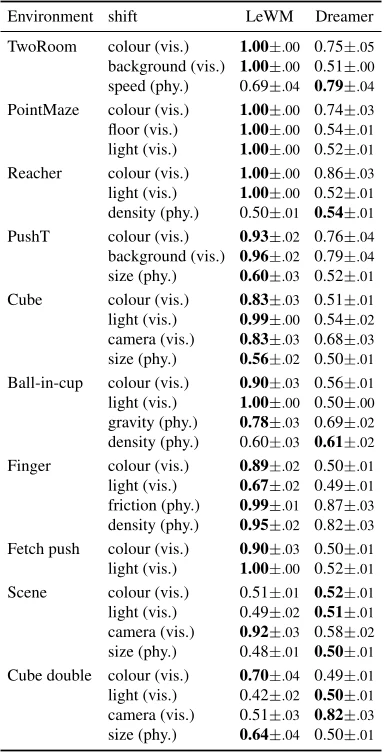 Environment shift LeWM Dreamer
TwoRoom colour (vis.) 1.00±.00 0.75±.05
background (vis.) 1.00±.00 0.51±.00
speed (phy.) 0.69±.04 0.79±.04
PointMaze colour (vis.) 1.00±.00 0.74±.03
floor (vis.) 1.00±.00 0.54±.01
light (vis.) 1.00±.00 0.52±.01
Reacher colour (vis.) 1.00±.00 0.86±.03
light (vis.) 1.00±.00 0.52±.01
density (phy.) 0.50±.01 0.54±.01
PushT colour (vis.) 0.93±.02 0.76±.04
background (vis.) 0.96±.02 0.79±.04
size (phy.) 0.60±.03 0.52±.01
Cube colour (vis.) 0.83±.03 0.51±.01
light (vis.) 0.99±.00 0.54±.02
camera (vis.) 0.83±.03 0.68±.03
size (phy.) 0.56±.02 0.50±.01
Ball-in-cup colour (vis.) 0.90±.03 0.56±.01
light (vis.) 1.00±.00 0.50±.00
gravity (phy.) 0.78±.03 0.69±.02
density (phy.) 0.60±.03 0.61±.02
Finger colour (vis.) 0.89±.02 0.50±.01
light (vis.) 0.67±.02 0.49±.01
friction (phy.) 0.99±.01 0.87±.03
density (phy.) 0.95±.02 0.82±.03
Fetch push colour (vis.) 0.90±.03 0.50±.01
light (vis.) 1.00±.00 0.52±.01
Scene colour (vis.) 0.51±.01 0.52±.01
light (vis.) 0.49±.02 0.51±.01
camera (vis.) 0.92±.03 0.58±.02
size (phy.) 0.48±.01 0.50±.01
Cube double colour (vis.) 0.70±.04 0.49±.01
light (vis.) 0.42±.02 0.50±.01
camera (vis.) 0.51±.03 0.82±.03
size (phy.) 0.64±.04 0.50±.01